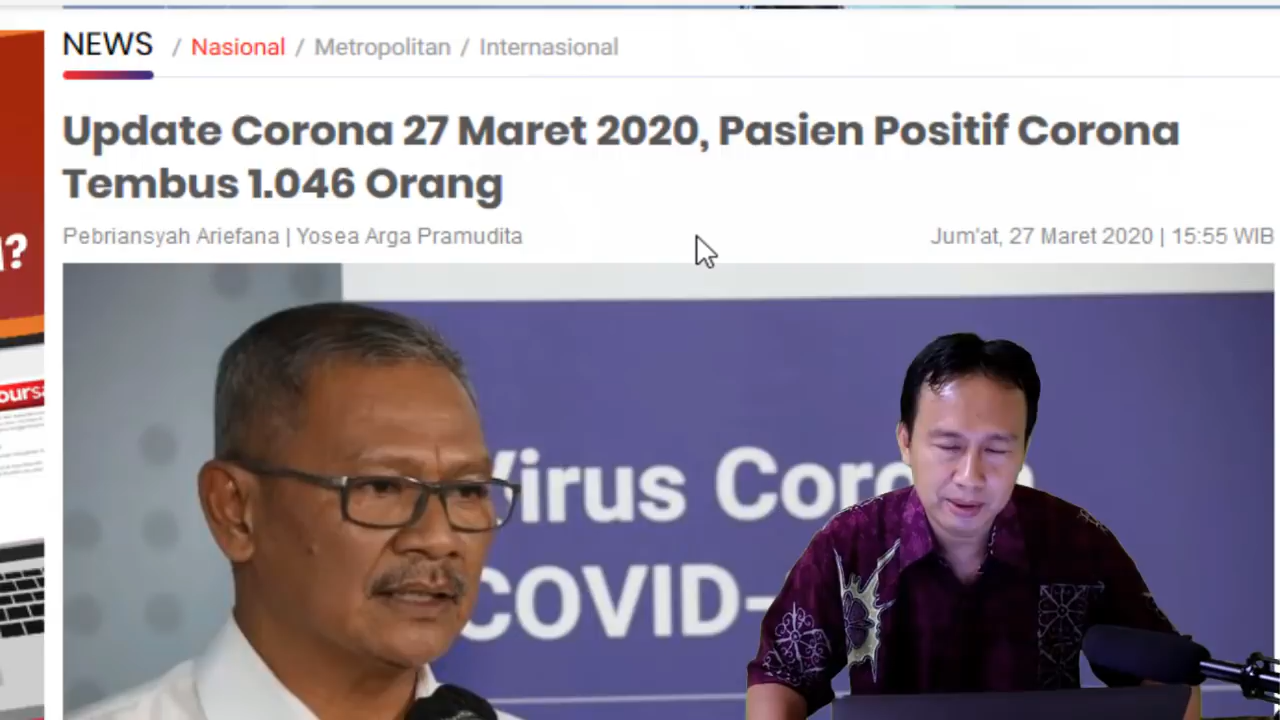 NEWS / Nasional / Metropolitan / Internasional
Update Corona 27 Maret 2020, Pasien Positif Corona
Tembus 1.046 Orang
Pebriansyah Ariefana | Yosea Arga Pramudita
Jum'at, 27 Maret 2020 | 15:55 WIB
?
Virus
COVID-